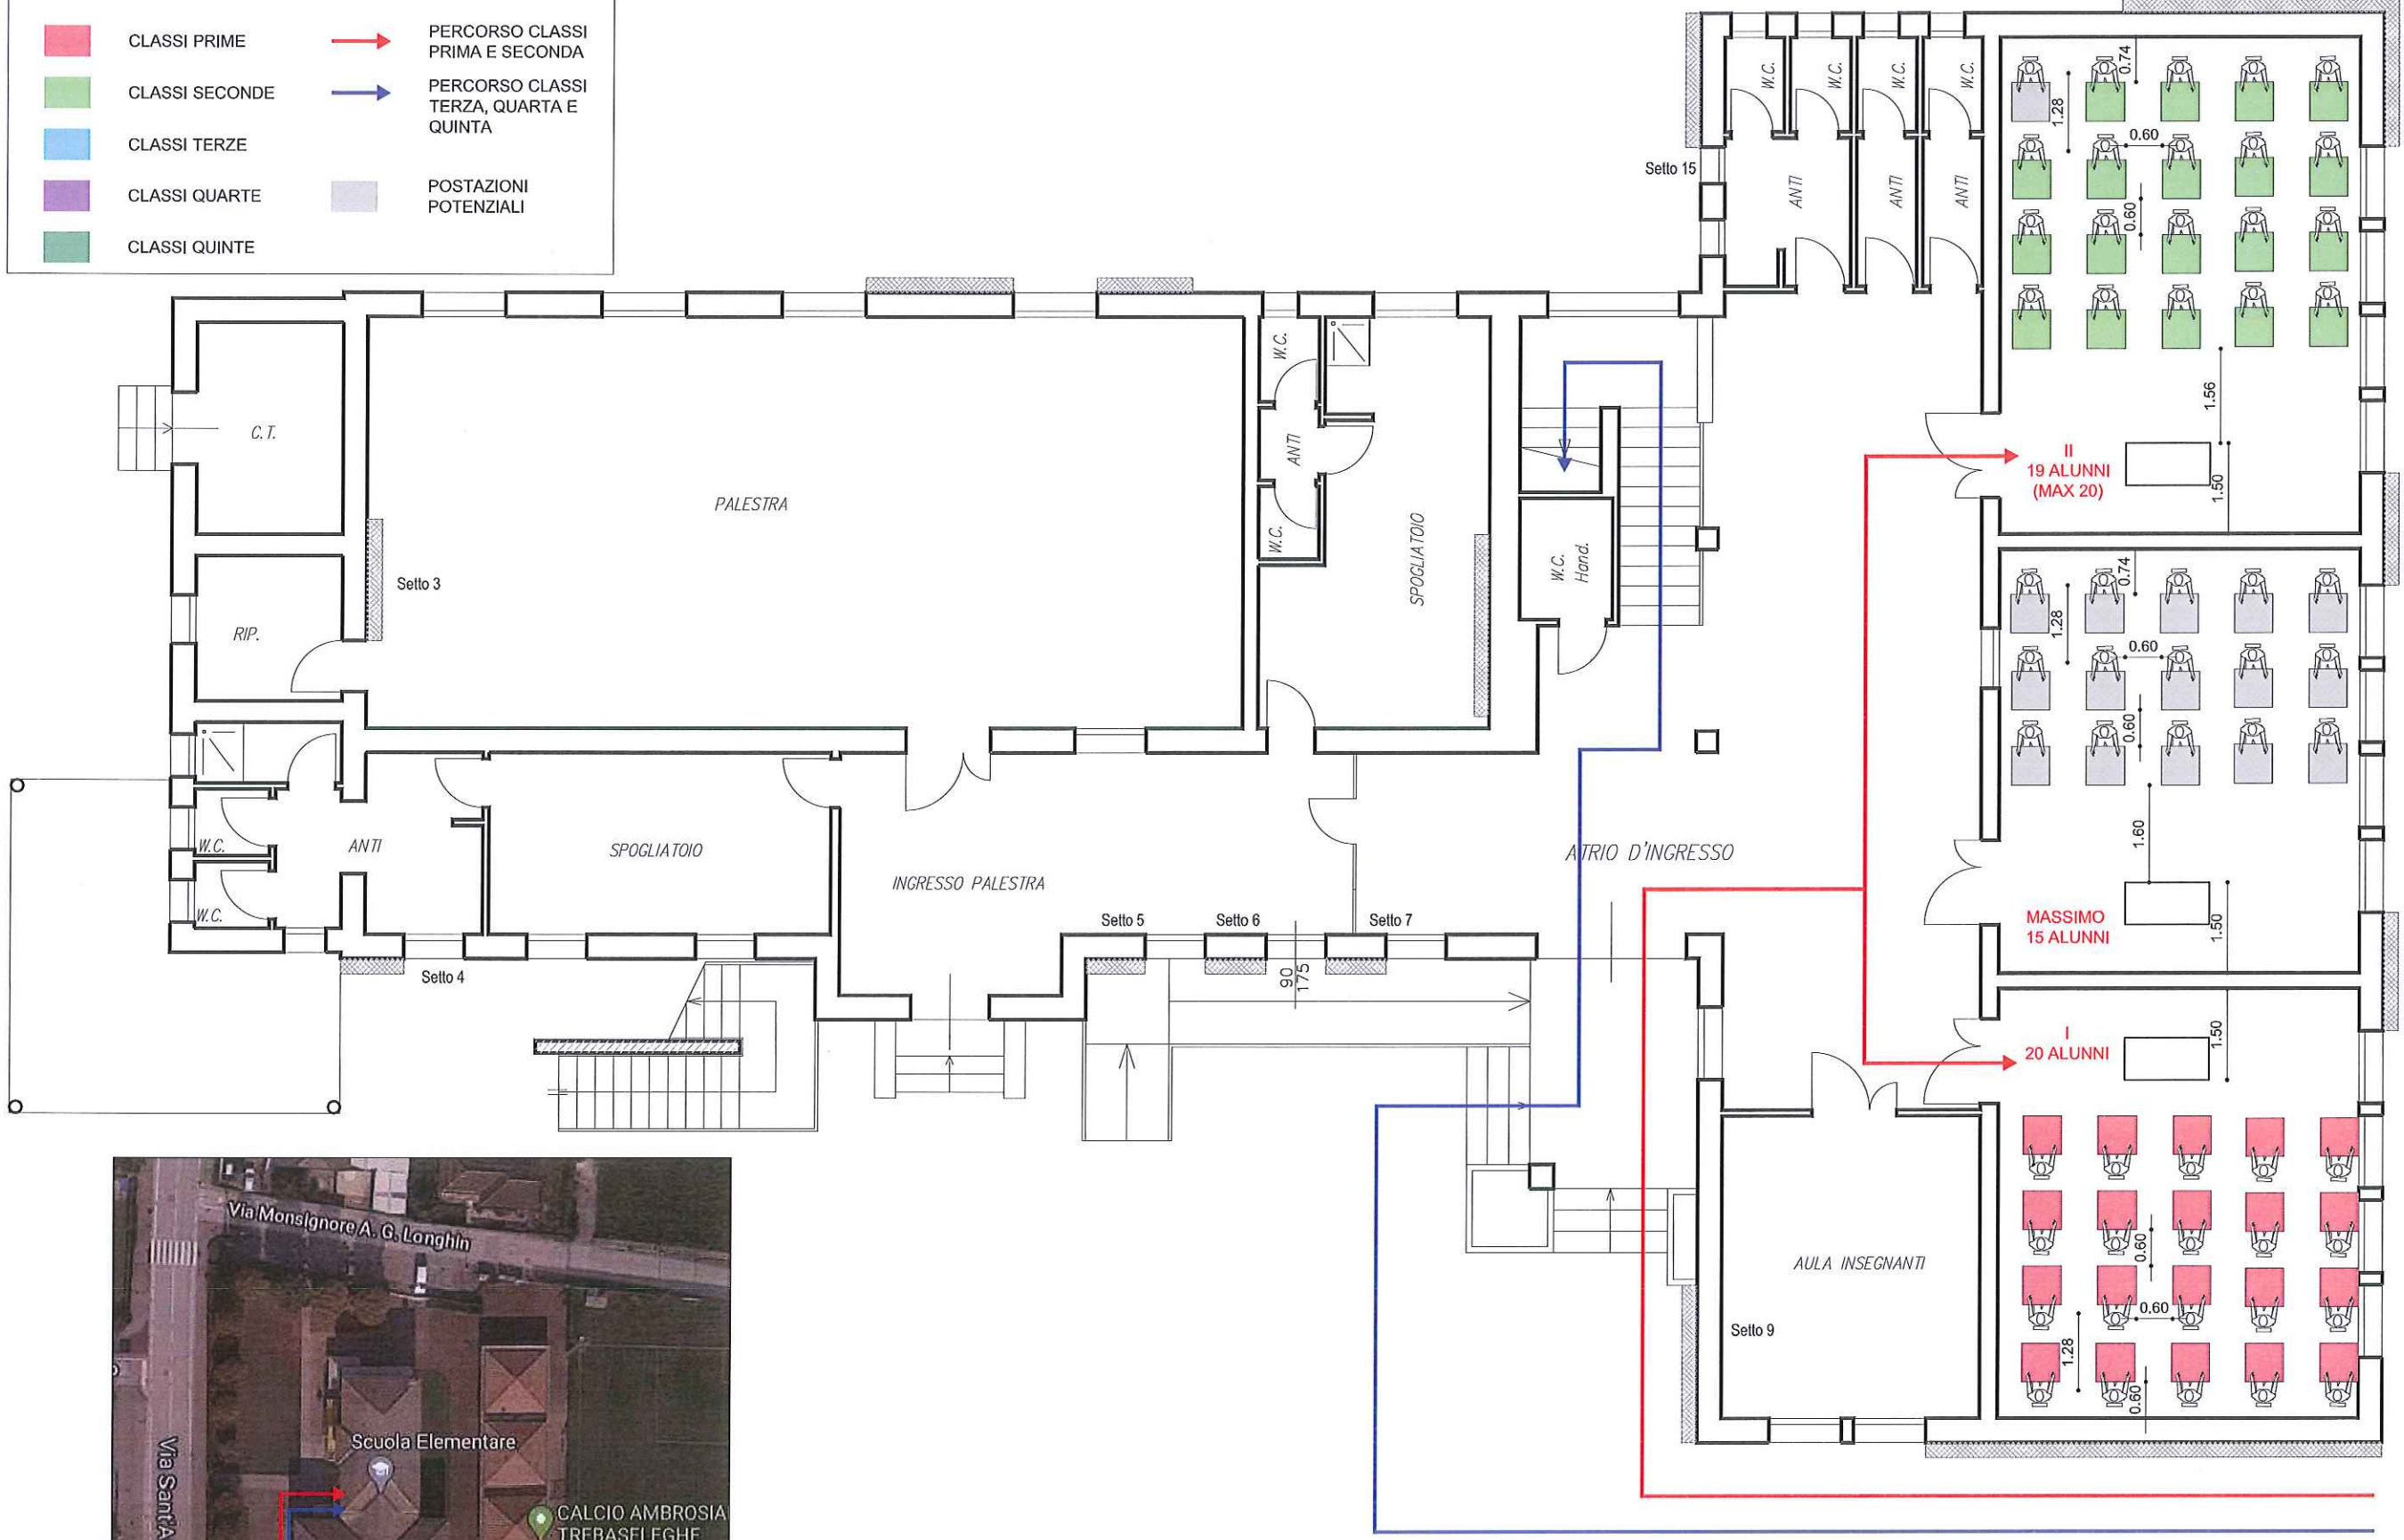 CLASSI PRIME
CLASSI SECONDE
CLASSI TERZE
CLASSI QUARTE
CLASSI QUINTE
PERCORSO CLASSI
PRIMA E SECONDA
PERCORSO CLASSI
TERZA, QUARTA E
QUINTA
POSTAZIONI
POTENZIALI
W.C.
W.C.
W.C.
W.C.
Setto 15
ANTI
ANTI
ANTI
0.74
1.28
0.60
0.60
1.56
1.50
II
19 ALUNNI
(MAX 20)
C.T.
PALESTRA
W.C.
ANTI
W.C.
SPOGLIATOIO
W.C.
Hand.
Setto 3
RIP.
0.74
1.28
0.60
0.60
1.60
1.50
MASSIMO
15 ALUNNI
W.C.
W.C.
ANTI
SPOGLIATOIO
INGRESSO PALESTRA
ATRIO D'INGRESSO
Setto 4
Setto 5
Setto 6
Setto 7
90
175
I
20 ALUNNI
1.50
0.60
0.60
1.28
0.60
AULA INSEGNANTI
Setto 9
Via Monsignore A. G. Longhin
Via Sant'A
Scuola Elementare
CALCIO AMBROSIA
TREBASELEGHE